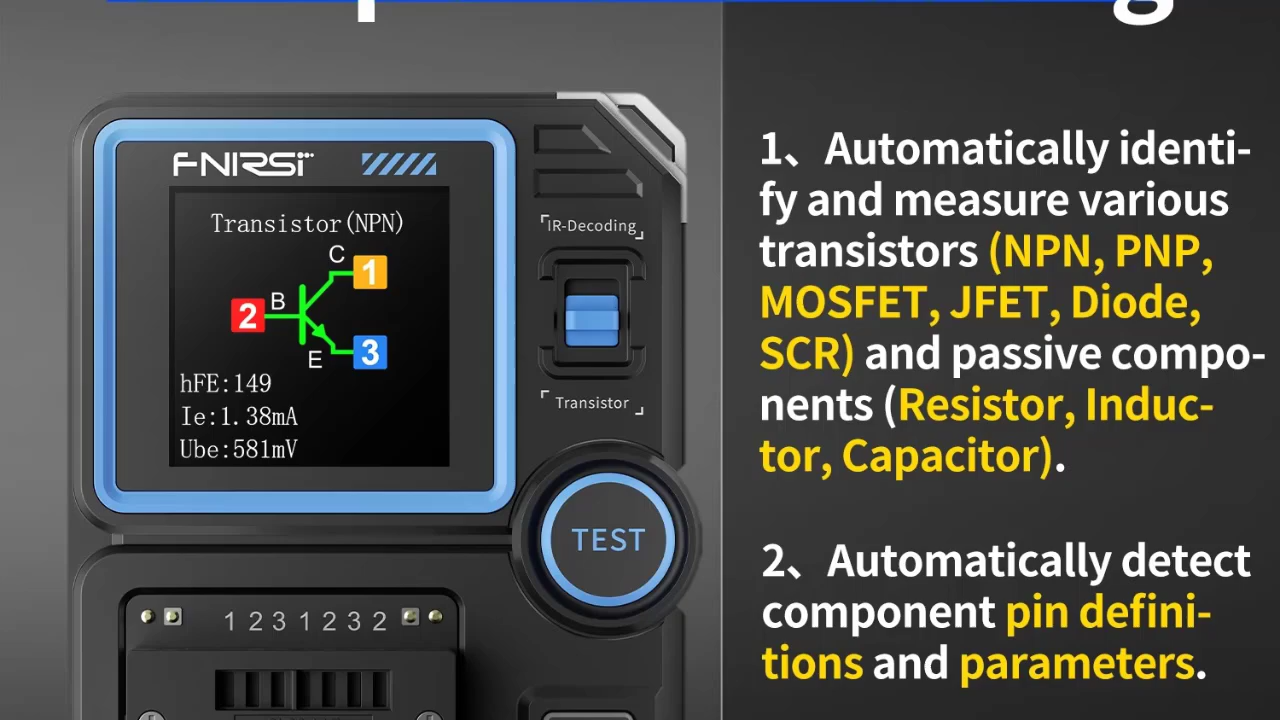 FNIRSI
Transistor(NPN)
C
1
2
B
3
E
hFE:149
Ie:1.38mA
Ube:581mV
IR-Decoding
Transistor
TEST
1 2 3 1 2 3 2
1、Automatically identi-
fy and measure various
transistors (NPN, PNP,
MOSFET, JFET, Diode,
SCR) and passive compo-
nents (Resistor, Induc-
tor, Capacitor).
2、Automatically detect
component pin defini-
tions and parameters.